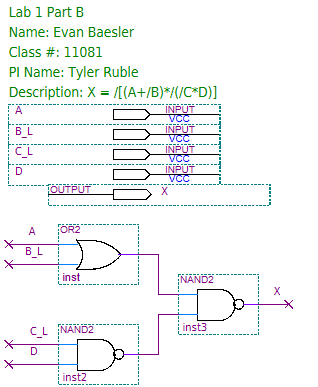 Lab 1 Part B
Name: Evan Baesler
Class #: 11081
PI Name: Tyler Ruble
Description: X = /[(A+/B)*/(/C*D)]
A INPUT
VCC
B_L INPUT
VCC
C_L INPUT
VCC
D INPUT
VCC
OUTPUT X
OR2
A
B_L
inst
NAND2
X
inst3
NAND2
C_L
D
inst2